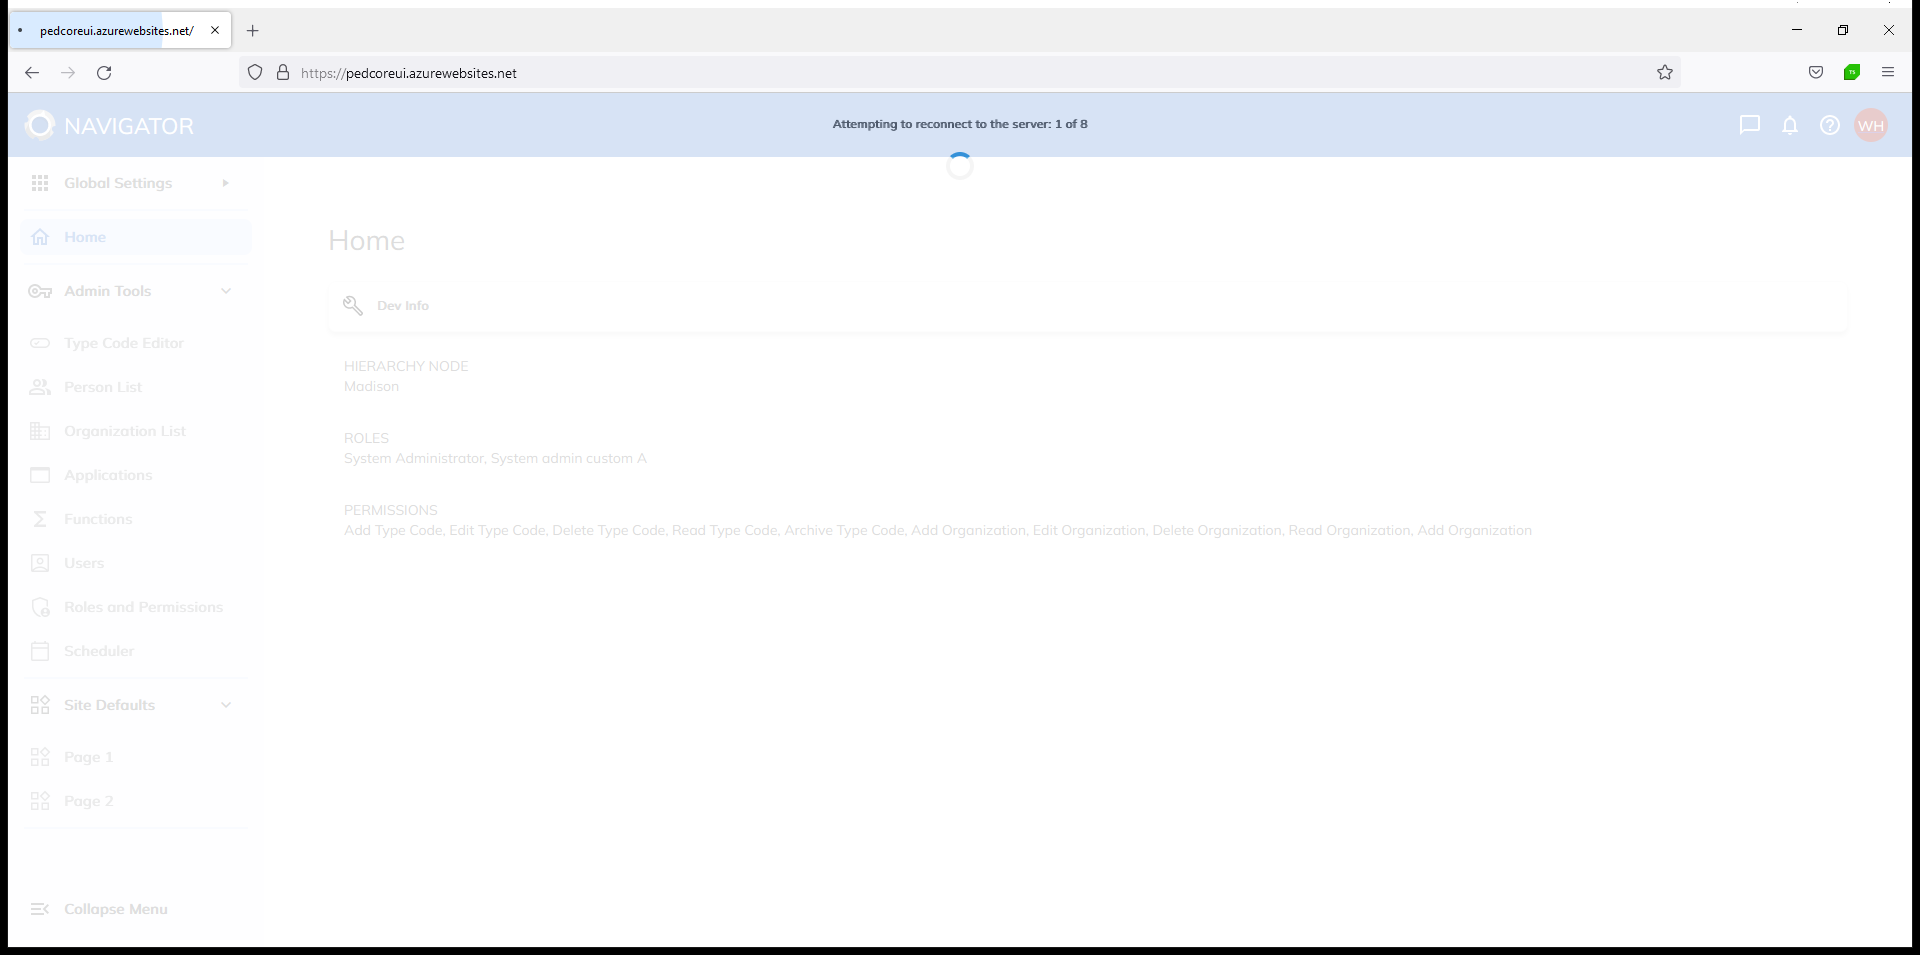 pedcoreui.azurewebsites.net/
https://pedcoreui.azurewebsites.net
TS
NAVIGATOR
Attempting to reconnect to the server: 1 of 8
WH
Global Settings
Home
Admin Tools
Type Code Editor
Person List
Organization List
Applications
Functions
Users
Roles and Permissions
Scheduler
Site Defaults
Page 1
Page 2
Collapse Menu
Home
Dev Info
HIERARCHY NODE
Madison
ROLES
System Administrator, System admin custom A
PERMISSIONS
Add Type Code, Edit Type Code, Delete Type Code, Read Type Code, Archive Type Code, Add Organization, Edit Organization, Delete Organization, Read Organization, Add Organization